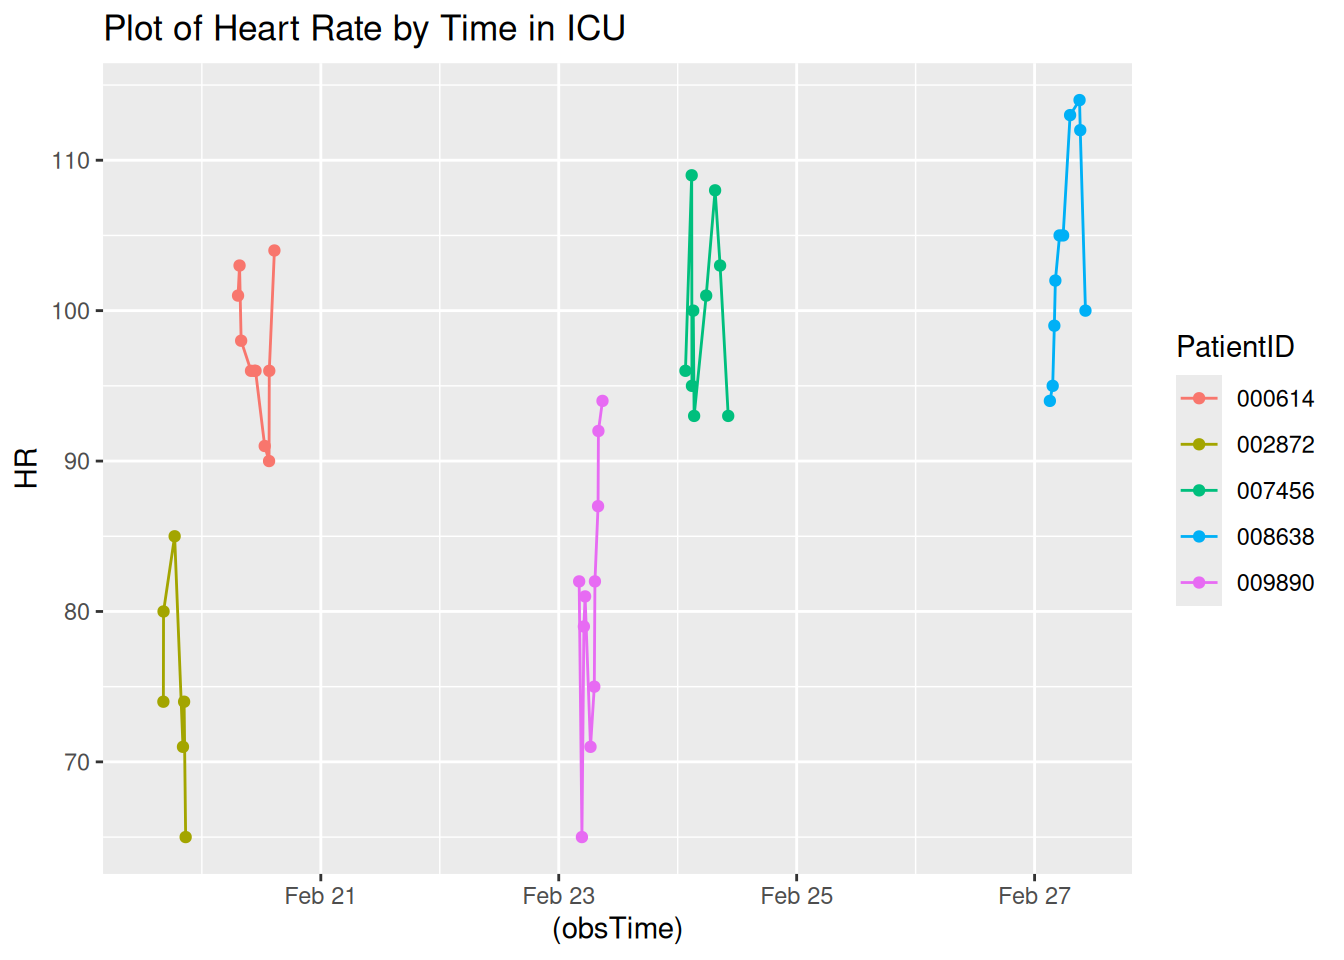 Plot of Heart Rate by Time in ICU
HR
110
100
90
80
70
Feb 21
Feb 23
Feb 25
Feb 27
(obsTime)
PatientID
000614
002872
007456
008638
009890